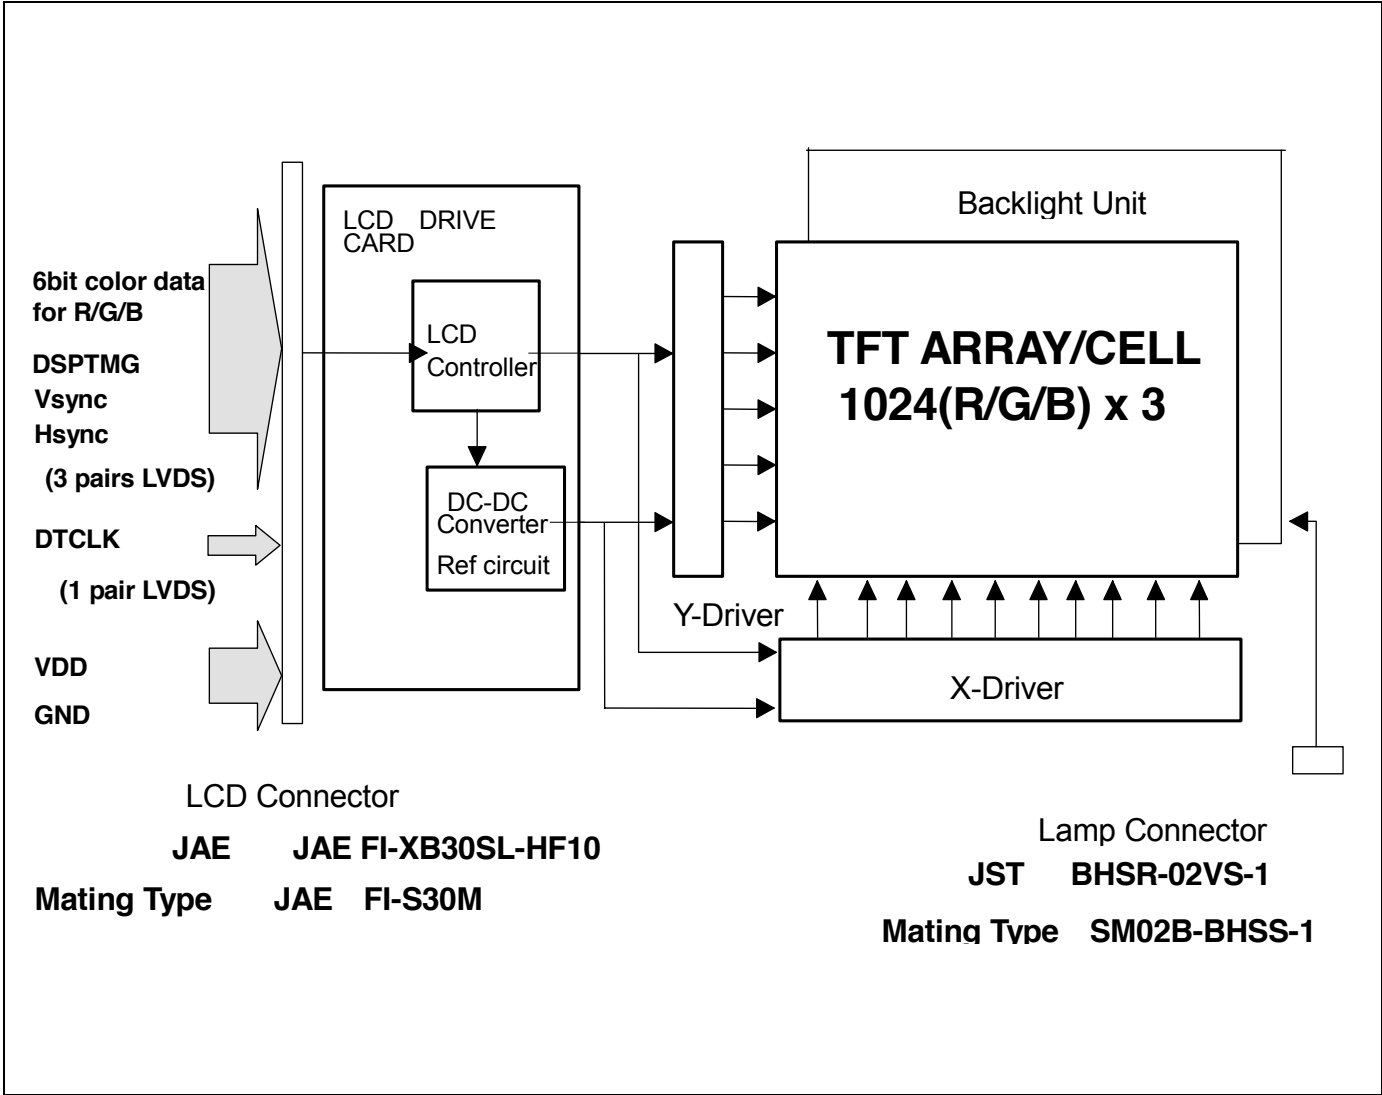 Backlight Unit
LCD DRIVE
CARD
6bit color data
for R/G/B
DSPTMG
Vsync
Hsync
(3 pairs LVDS)
DTCLK
(1 pair LVDS)
VDD
GND
LCD
Controller
DC-DC
Converter
Ref circuit
TFT ARRAY/CELL
1024(R/G/B) x 3
Y-Driver
X-Driver
LCD Connector
JAE JAE FI-XB30SL-HF10
Mating Type JAE FI-S30M
Lamp Connector
JST BHSR-02VS-1
Mating Type SM02B-BHSS-1